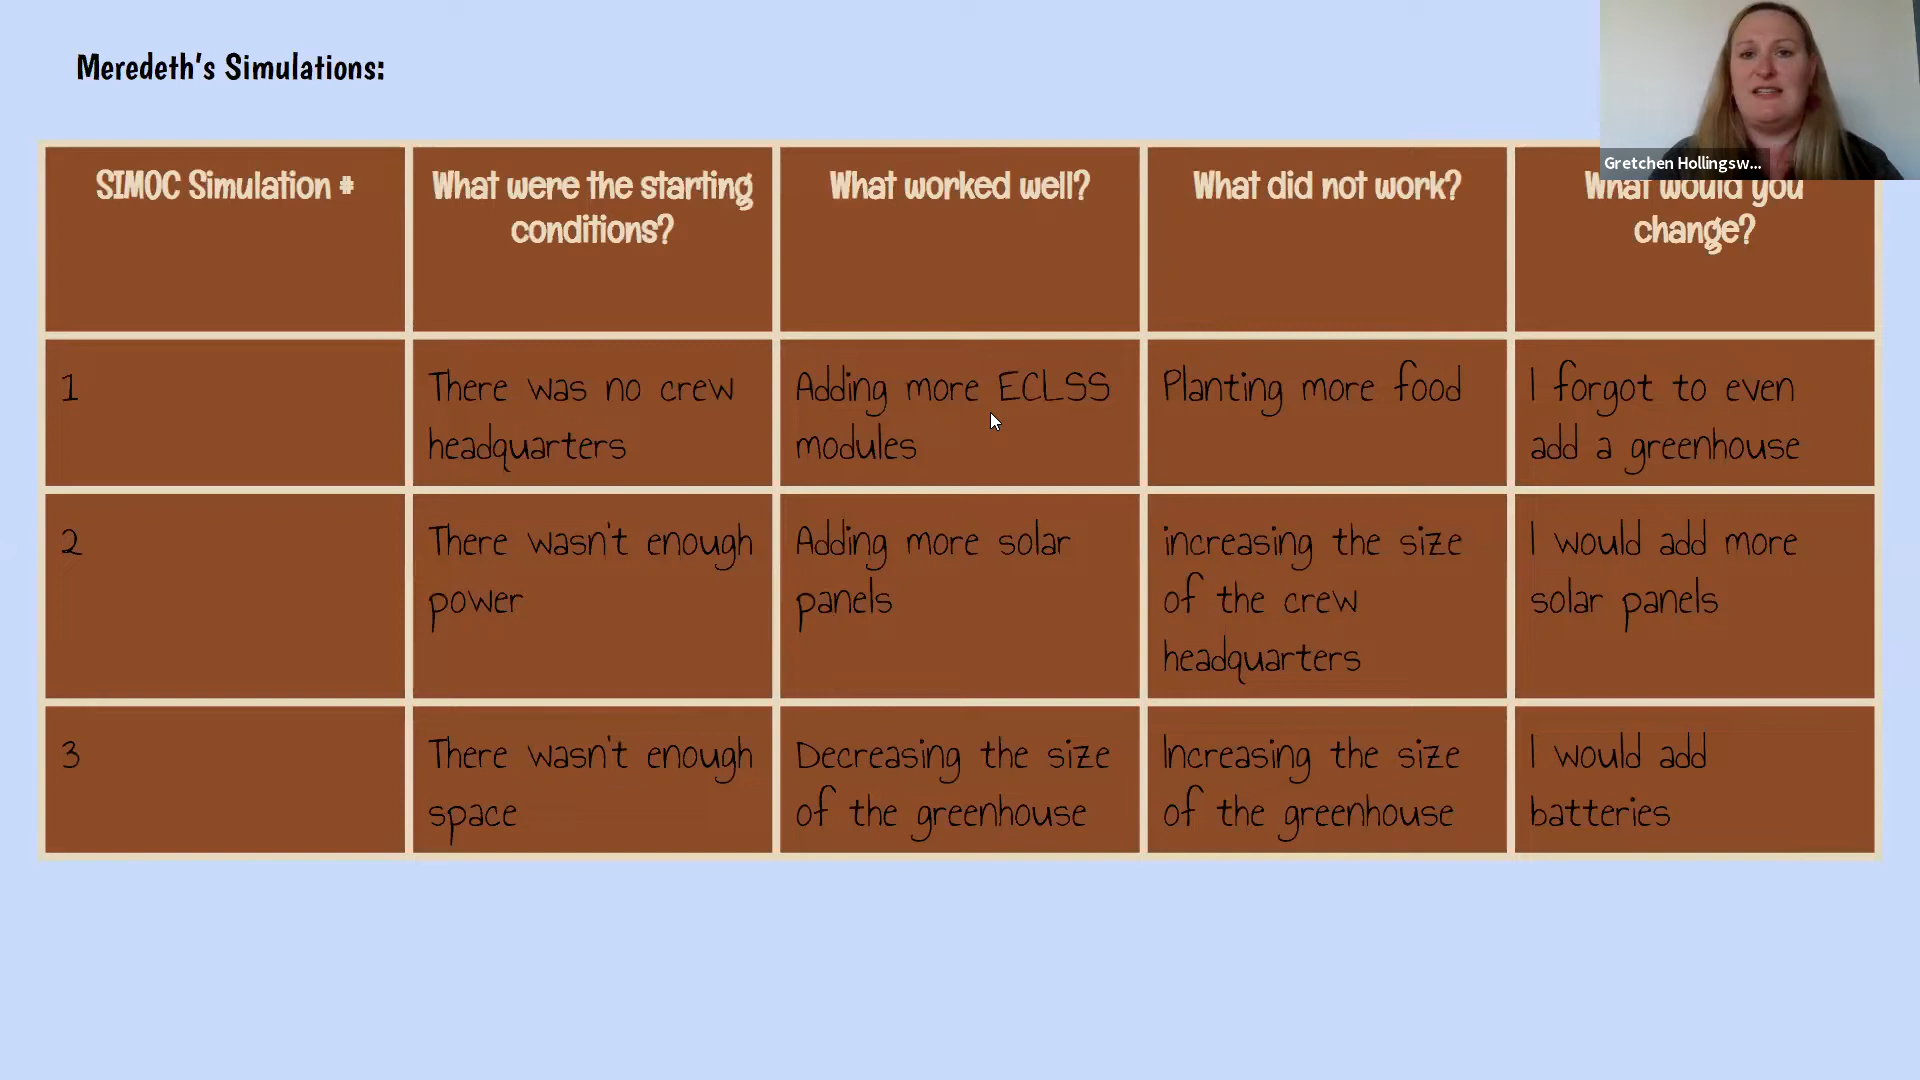 Meredeth's Simulations:
Gretchen Hollingsw...
SIMOC Simulation #
What were the starting
conditions?
What worked well?
What did not work?
What would you
change?
1
There was no crew
headquarters
Adding more ECLSS
modules
Planting more food
I forgot to even
add a greenhouse
2
There wasn't enough
power
Adding more solar
panels
increasing the size
of the crew
headquarters
I would add more
solar panels
3
There wasn't enough
space
Decreasing the size
of the greenhouse
Increasing the size
of the greenhouse
I would add
batteries